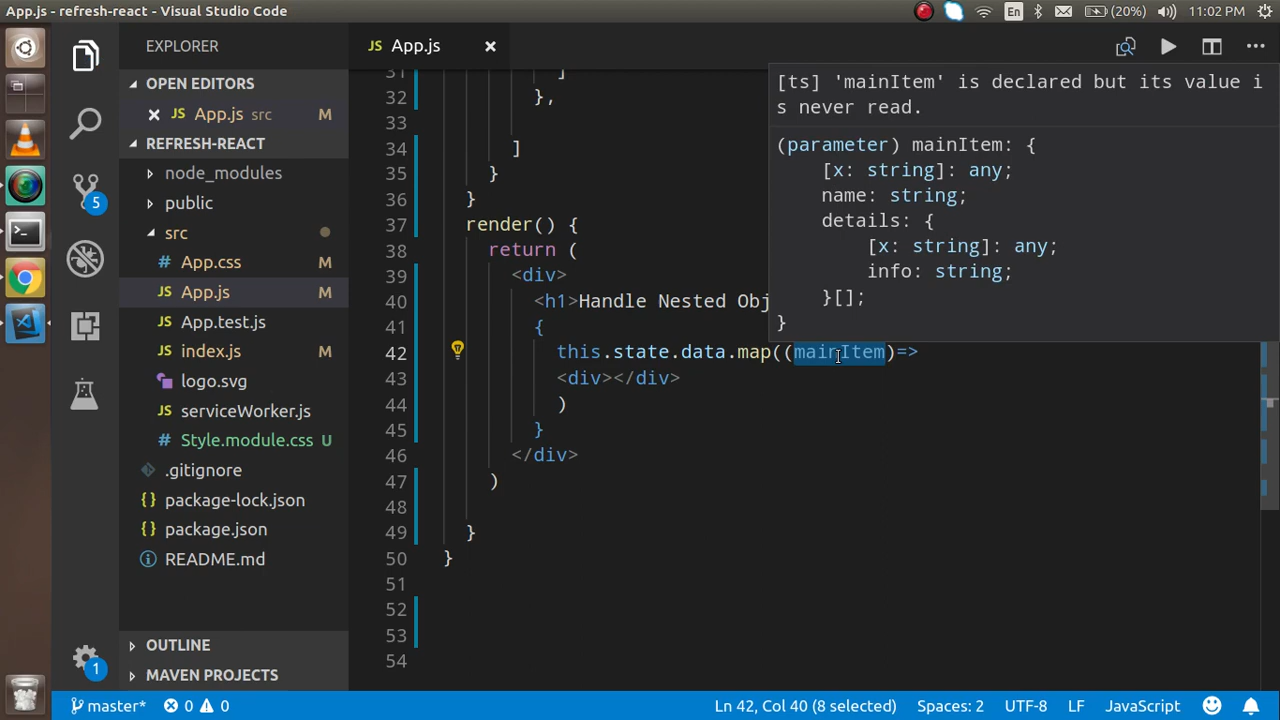 App.js - refresh-react - Visual Studio Code
En
(20%)
11:02 PM
EXPLORER
OPEN EDITORS
JS App.js src M
REFRESH-REACT
node_modules
public
src
# App.css M
JS App.js M
JS App.test.js
JS index.js M
logo.svg
JS serviceWorker.js
# Style.module.css U
.gitignore
{} package-lock.json
{} package.json
README.md
OUTLINE
MAVEN PROJECTS
5
1
JS App.js
31 ]
32 },
33
34 ]
35 }
36 }
37 render() {
38 return (
39 <div>
40 <h1>Handle Nested Obj
41 {
42 this.state.data.map((mainItem)=>
43 <div></div>
44 )
45 }
46 </div>
47 )
48
49 }
50 }
51
52
53
54
[ts] 'mainItem' is declared but its value i
s never read.
(parameter) mainItem: {
[x: string]: any;
name: string;
details: {
[x: string]: any;
info: string;
}[];
}
master* 0 0
Ln 42, Col 40 (8 selected) Spaces: 2 UTF-8 LF JavaScript